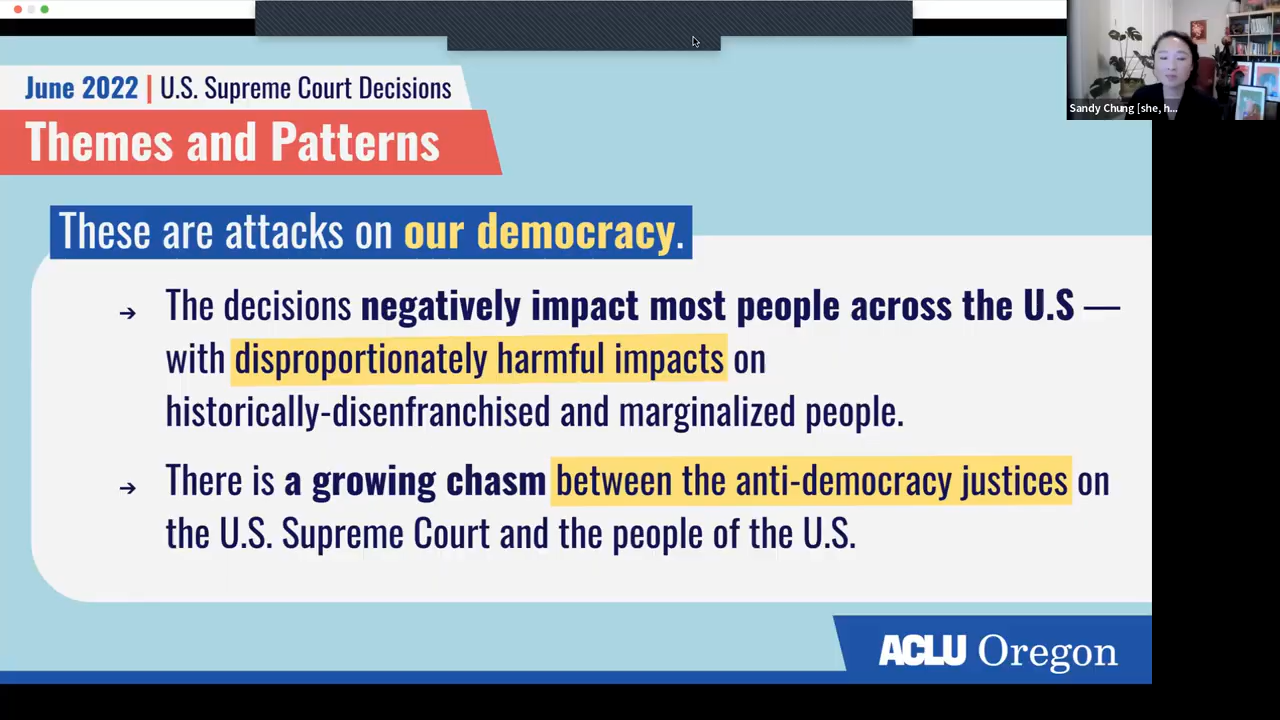 Sandy Chung [she, h...
June 2022 | U.S. Supreme Court Decisions
Themes and Patterns
These are attacks on our democracy.
➔ The decisions negatively impact most people across the U.S —
with disproportionately harmful impacts on
historically-disenfranchised and marginalized people.
➔ There is a growing chasm between the anti-democracy justices on
the U.S. Supreme Court and the people of the U.S.
ACLU Oregon